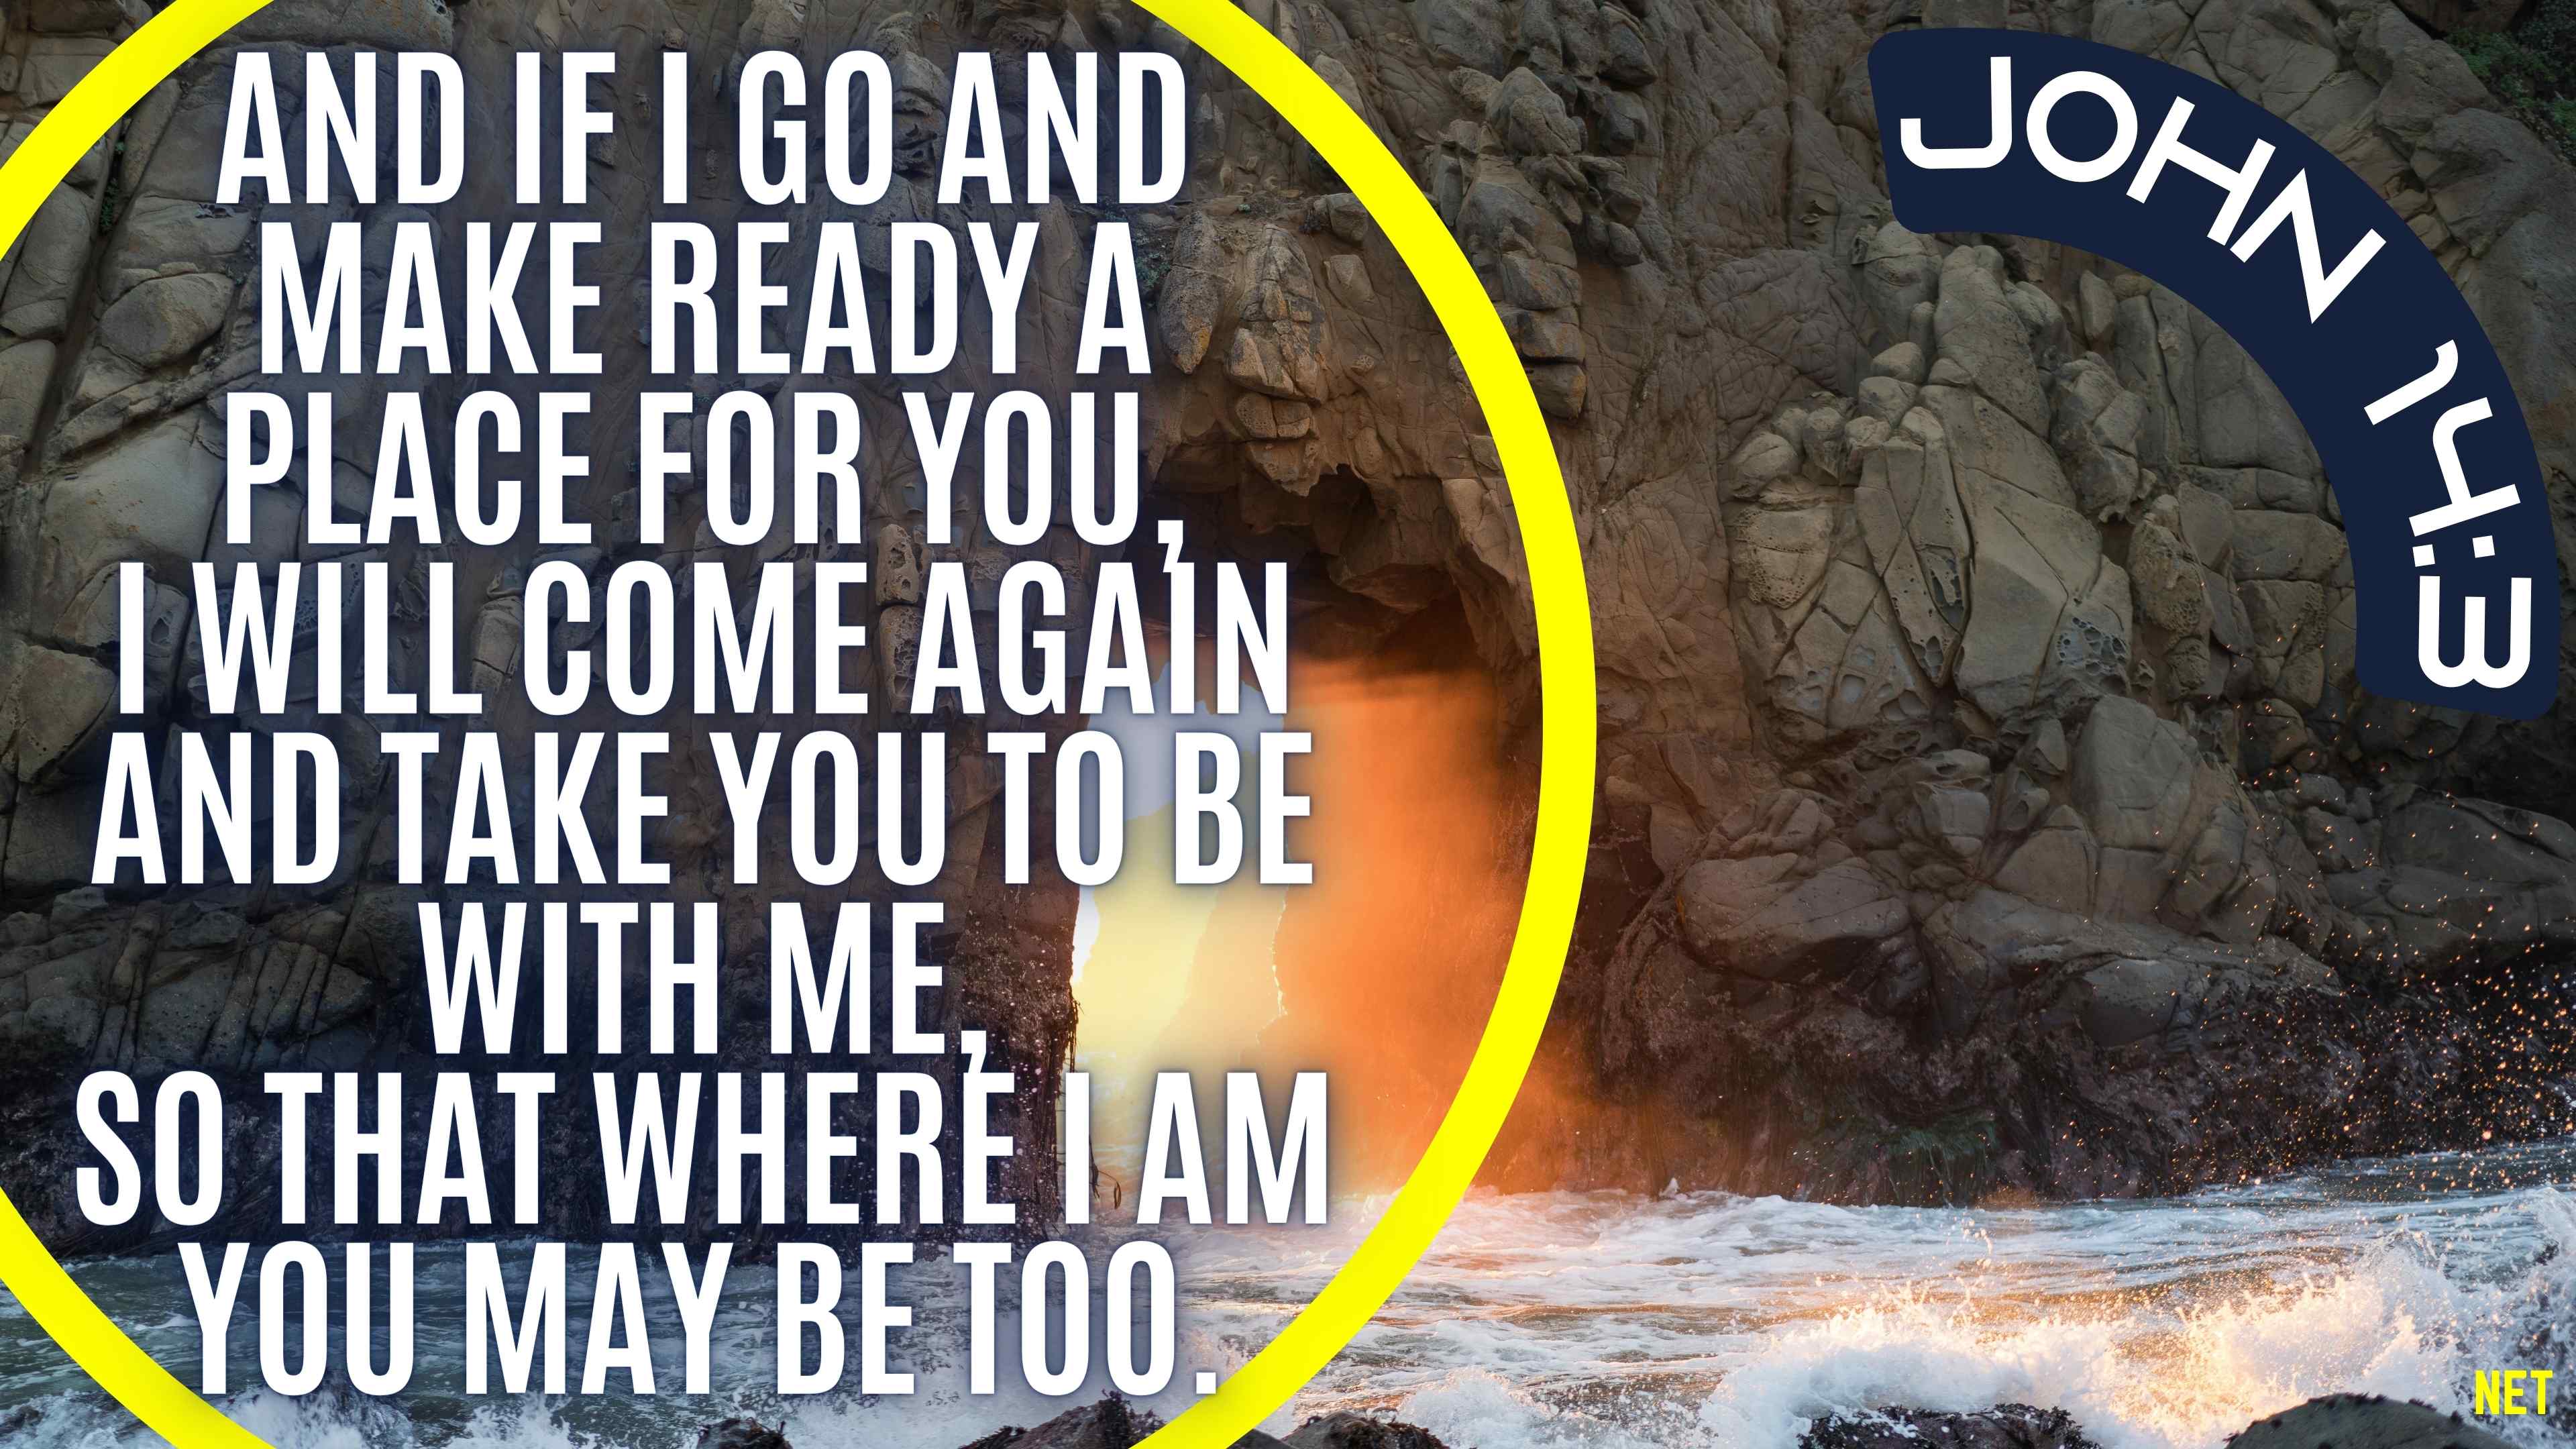 AND IF I GO AND
MAKE READY A
PLACE FOR YOU,
I WILL COME AGAIN
AND TAKE YOU TO BE
WITH ME,
SO THAT WHERE I AM
YOU MAY BE TOO.
JOHN 14:3
NET